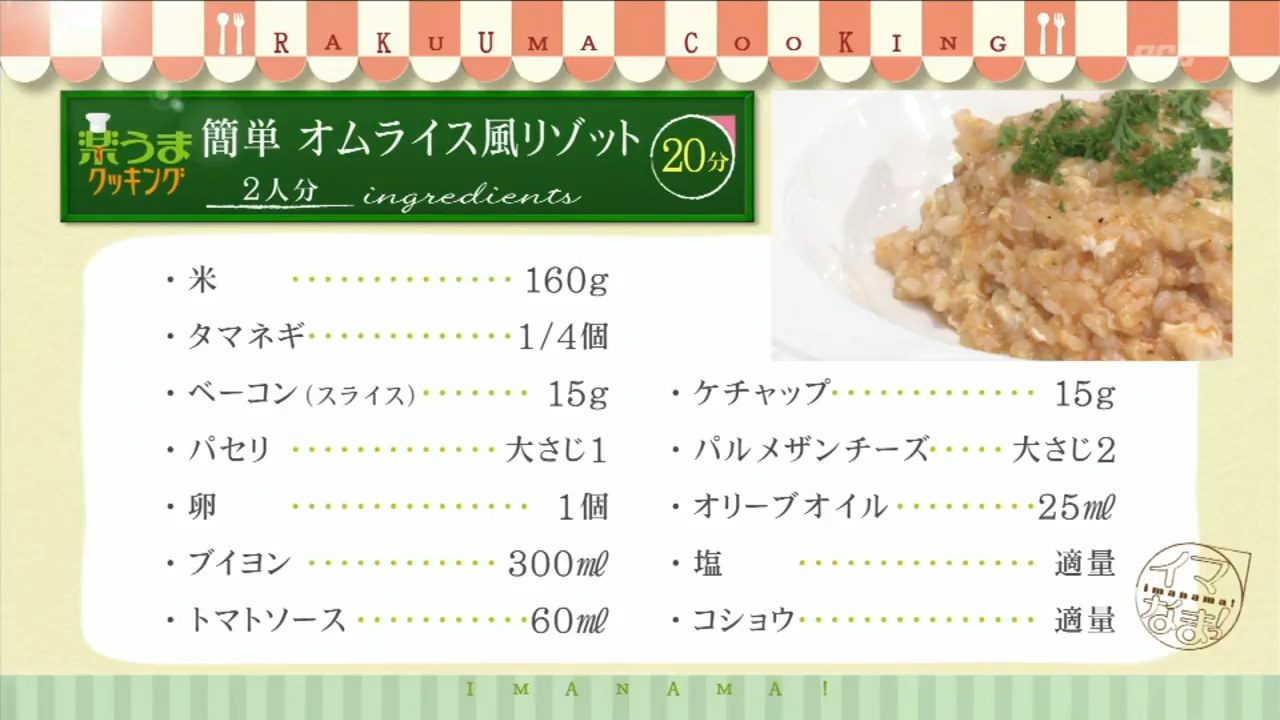 RAKUUMA COOKING
楽うまクッキング
簡単 オムライス風リゾット
20分
2人分 ingredients
・米 160g
・タマネギ 1/4個
・ベーコン(スライス) 15g
・パセリ 大さじ1
・卵 1個
・ブイヨン 300㎖
・トマトソース 60㎖
・ケチャップ 15g
・パルメザンチーズ 大さじ2
・オリーブオイル 25㎖
・塩 適量
・コショウ 適量
イマ
imanama!
なまっ!
IMANAMA!